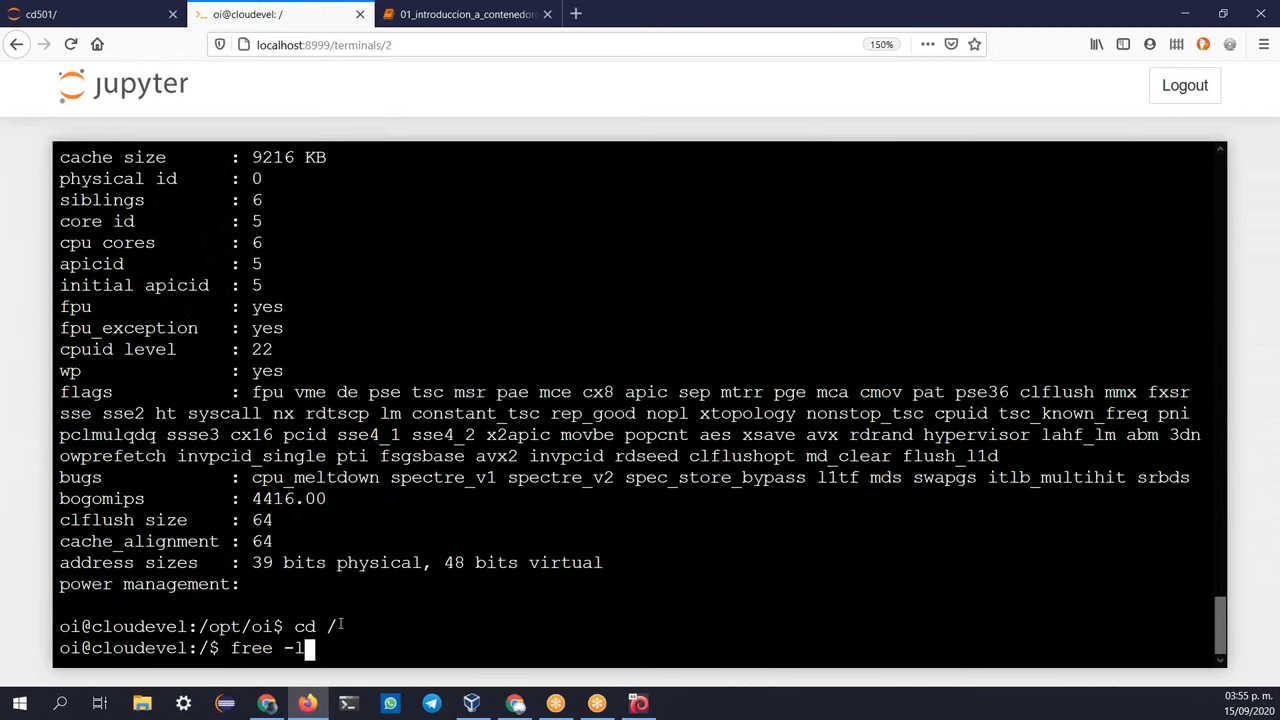 cd501/
oi@cloudevel: /
01_introduccion_a_contenedore
localhost:8999/terminals/2
150%
jupyter
Logout
cache size : 9216 KB
physical id : 0
siblings : 6
core id : 5
cpu cores : 6
apicid : 5
initial apicid : 5
fpu : yes
fpu_exception : yes
cpuid level : 22
wp : yes
flags : fpu vme de pse tsc msr pae mce cx8 apic sep mtrr pge mca cmov pat pse36 clflush mmx fxsr
sse sse2 ht syscall nx rdtscp lm constant_tsc rep_good nopl xtopology nonstop_tsc cpuid tsc_known_freq pni
pclmulqdq ssse3 cx16 pcid sse4_1 sse4_2 x2apic movbe popcnt aes xsave avx rdrand hypervisor lahf_lm abm 3dn
owprefetch invpcid_single pti fsgsbase avx2 invpcid rdseed clflushopt md_clear flush_l1d
bugs : cpu_meltdown spectre_v1 spectre_v2 spec_store_bypass l1tf mds swapgs itlb_multihit srbds
bogomips : 4416.00
clflush size : 64
cache_alignment : 64
address sizes : 39 bits physical, 48 bits virtual
power management:
oi@cloudevel:/opt/oi$ cd /
oi@cloudevel:/$ free -l
03:55 p. m.
15/09/2020